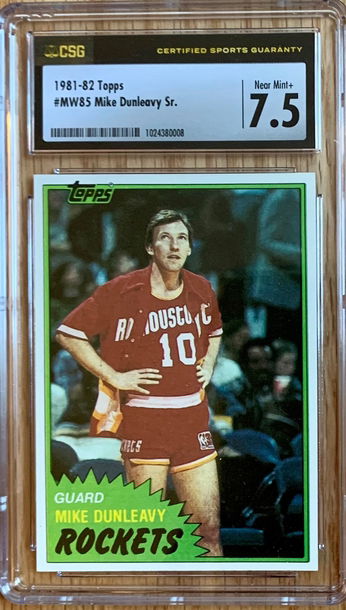 CSG CERTIFIED SPORTS GUARANTY
1981-82 Topps
#MW85 Mike Dunleavy Sr.
1024380008
Near Mint+
7.5
TOPPS
HOUSTON
10
GUARD
MIKE DUNLEAVY
ROCKETS